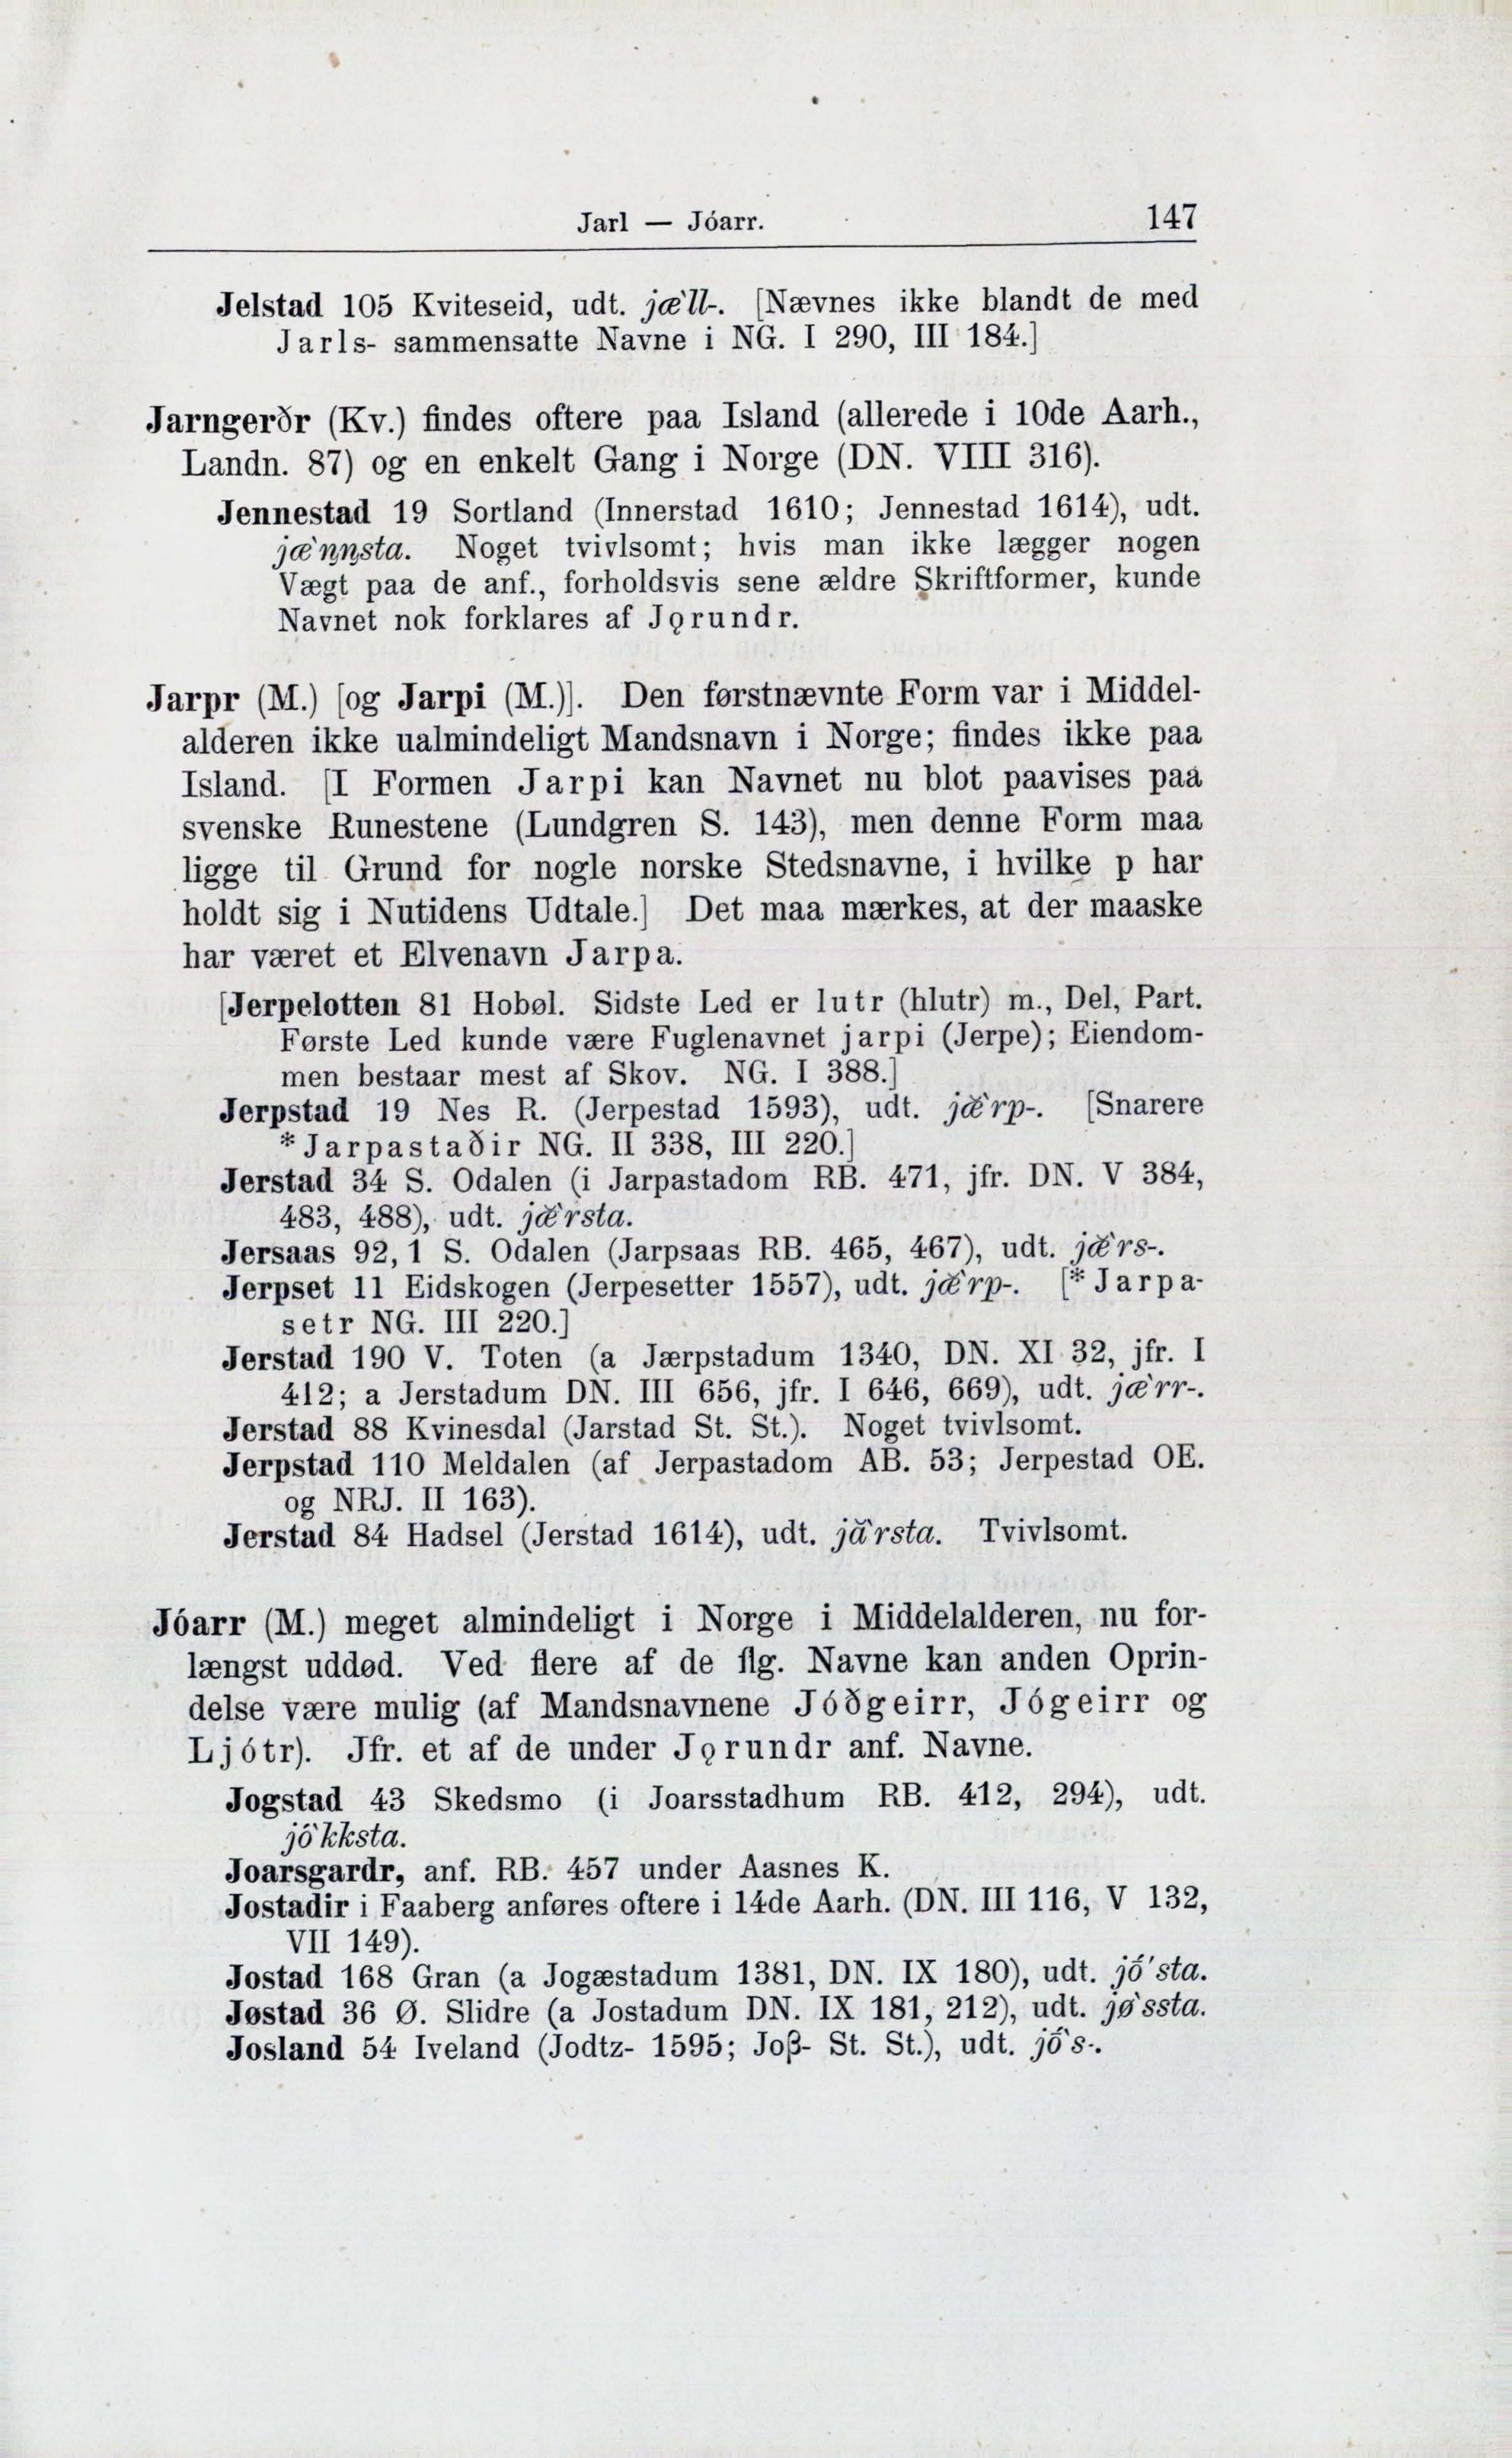 Jarl — Jóarr. 147
Jelstad 105 Kviteseid, udt. jæ`ll-. [Nævnes ikke blandt de med
Jarls- sammensatte Navne i NG. I 290, III 184.]
Jarngerðr (Kv.) findes oftere paa Island (allerede i 10de Aarh.,
Landn. 87) og en enkelt Gang i Norge (DN. VIII 316).
Jennestad 19 Sortland (Innerstad 1610; Jennestad 1614), udt.
jæ`ņņsta. Noget tvivlsomt; hvis man ikke lægger nogen
Vægt paa de anf., forholdsvis sene ældre Skriftformer, kunde
Navnet nok forklares af Jǫrundr.
Jarpr (M.) [og Jarpi (M.)]. Den førstnævnte Form var i Middel-
alderen ikke ualmindeligt Mandsnavn i Norge; findes ikke paa
Island. [I Formen Jarpi kan Navnet nu blot paavises paa
svenske Runestene (Lundgren S. 143), men denne Form maa
ligge til Grund for nogle norske Stedsnavne, i hvilke p har
holdt sig i Nutidens Udtale.] Det maa mærkes, at der maaske
har været et Elvenavn Jarpa.
[Jerpelotten 81 Hobøl. Sidste Led er lutr (hlutr) m., Del, Part.
Første Led kunde være Fuglenavnet jarpi (Jerpe); Eiendom-
men bestaar mest af Skov. NG. I 388.]
Jerpstad 19 Nes R. (Jerpestad 1593), udt. jǣ`rp-. [Snarere
*Jarpastaðir NG. II 338, III 220.]
Jerstad 34 S. Odalen (i Jarpastadom RB. 471, jfr. DN. V 384,
483, 488), udt. jǣ`rsta.
Jersaas 92, 1 S. Odalen (Jarpsaas RB. 465, 467), udt. jǣ`rs-.
Jerpset 11 Eidskogen (Jerpesetter 1557), udt. jǣ`rp-. [*Jarpa-
setr NG. III 220.]
Jerstad 190 V. Toten (a Jærpstadum 1340, DN. XI 32, jfr. I
412; a Jerstadum DN. III 656, jfr. I 646, 669), udt. jæ`rr-.
Jerstad 88 Kvinesdal (Jarstad St. St.). Noget tvivlsomt.
Jerpstad 110 Meldalen (af Jerpastadom AB. 53; Jerpestad OE.
og NRJ. II 163).
Jerstad 84 Hadsel (Jerstad 1614), udt. jā`rsta. Tvivlsomt.
Jóarr (M.) meget almindeligt i Norge i Middelalderen, nu for-
længst uddød. Ved flere af de flg. Navne kan anden Oprin-
delse være mulig (af Mandsnavnene Jóðgeirr, Jógeirr og
Ljótr). Jfr. et af de under Jǫrundr anf. Navne.
Jogstad 43 Skedsmo (i Joarsstadhum RB. 412, 294), udt.
jò`kksta.
Joarsgardr, anf. RB. 457 under Aasnes K.
Jostadir i Faaberg anføres oftere i 14de Aarh. (DN. III 116, V 132,
VII 149).
Jostad 168 Gran (a Jogæstadum 1381, DN. IX 180), udt. jō'sta.
Jøstad 36 Ø. Slidre (a Jostadum DN. IX 181, 212), udt. jø`ssta.
Josland 54 Iveland (Jodtz- 1595; Joß- St. St.), udt. jō`s-.